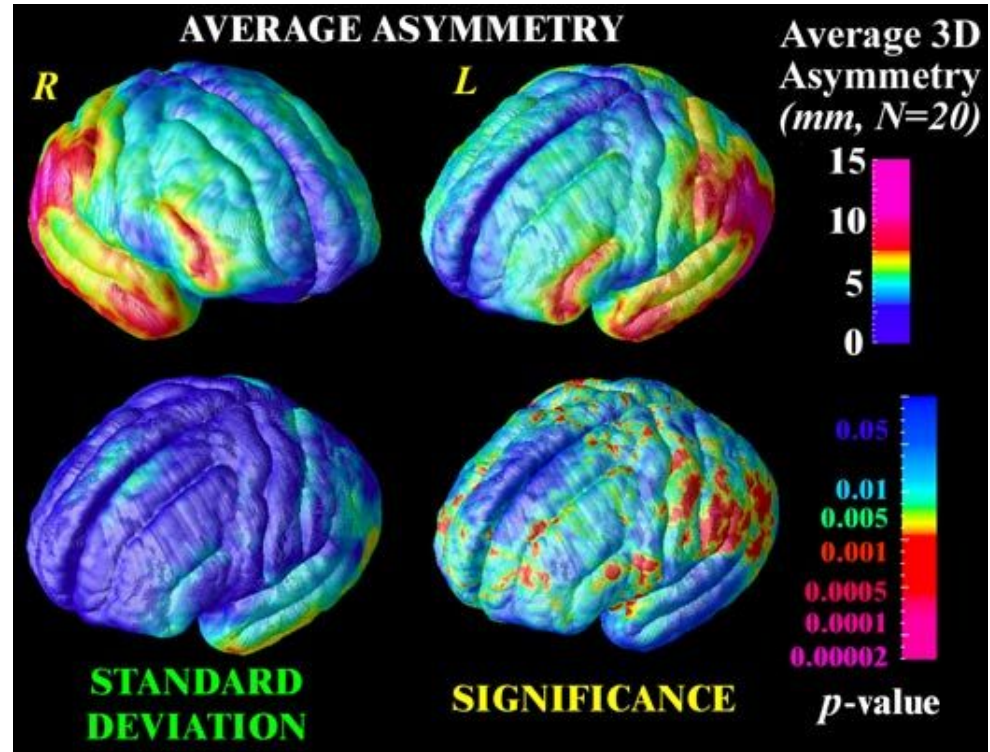 AVERAGE ASYMMETRY
R
L
Average 3D
Asymmetry
(mm, N=20)
15
10
5
0
0.05
0.01
0.005
0.001
0.0005
0.0001
0.00002
p-value
STANDARD
DEVIATION
SIGNIFICANCE